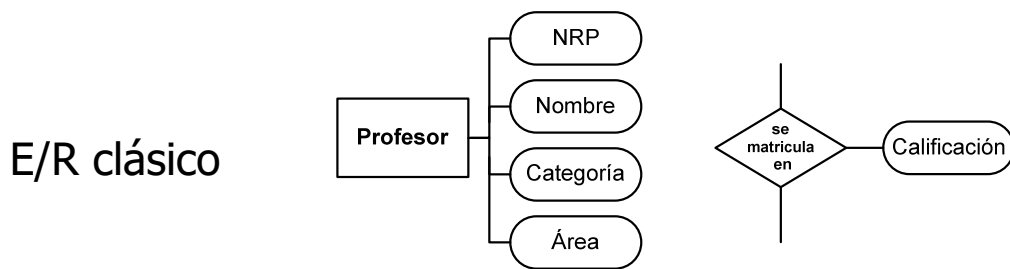 E/R clásico
Profesor
NRP
Nombre
Categoría
Área
se
matricula
en
Calificación